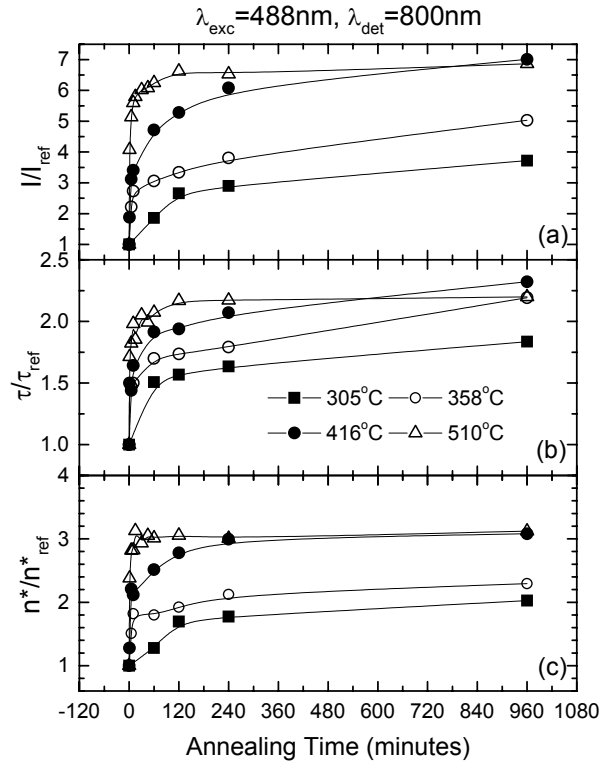 λexc=488nm, λdet=800nm
7
6
5
4
3
2
1
I/Iref
(a)
2.5
2.0
1.5
1.0
τ/τref
305°C 358°C
416°C 510°C
(b)
4
3
2
1
n*/n*ref
(c)
-120 0 120 240 360 480 600 720 840 960 1080
Annealing Time (minutes)